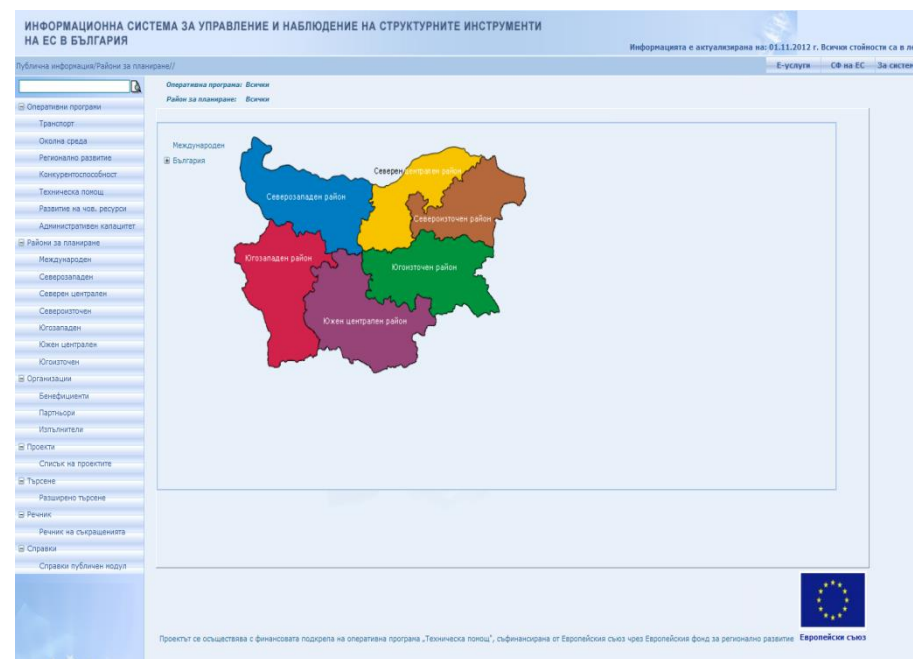 ИНФОРМАЦИОННА СИСТЕМА ЗА УПРАВЛЕНИЕ И НАБЛЮДЕНИЕ НА СТРУКТУРНИТЕ ИНСТРУМЕНТИ
НА ЕС В БЪЛГАРИЯ
Информацията е актуализирана на: 01.11.2012 г. Всички стойности са в
Публична информация/Райони за планиране//
Е-услуги СФ на ЕС За систем
Оперативна програма: Всички
Район за планиране: Всички
Оперативни програми
Транспорт
Околна среда
Регионално развитие
Конкурентоспособност
Техническа помощ
Развитие на чов. ресурси
Административен капацитет
Райони за планиране
Международен
Северозападен
Северен централен
Североизточен
Югозападен
Южен централен
Югоизточен
Организации
Бенефициенти
Партньори
Изпълнители
Проекти
Списък на проектите
Търсене
Разширено търсене
Речник
Речник на съкращенията
Справки
Справки публичен модул
Международен
България
Северен централен район
Северозападен район
Североизточен район
Югозападен район
Югоизточен район
Южен централен район
Проектът се осъществява с финансовата подкрепа на оперативна програма „Техническа помощ", съфинансирана от Европейския съюз чрез Европейския фонд за регионално развитие
Европейски съюз